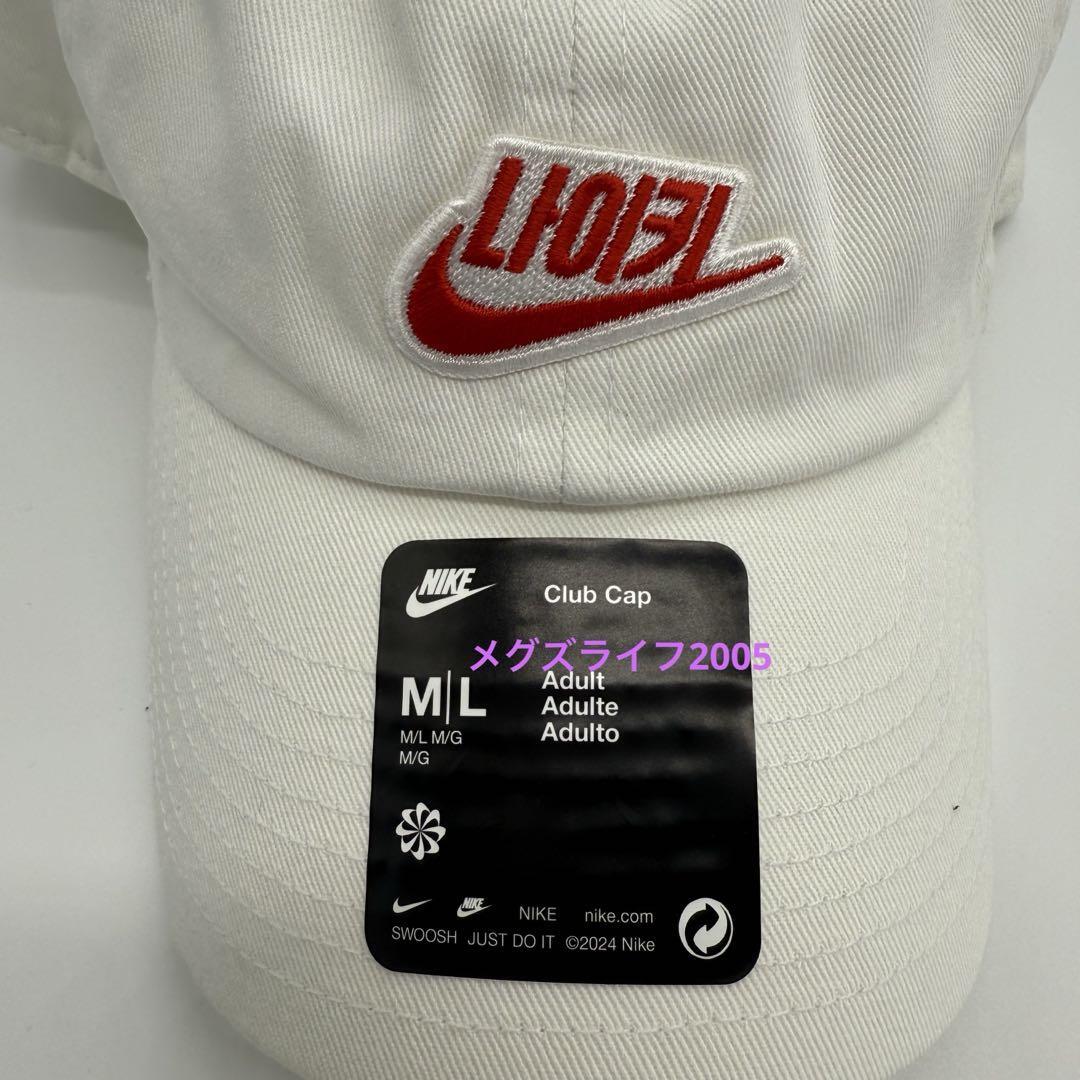 나이키
NIKE
Club Cap
メグズライフ2005
M|L
Adult
Adulte
Adulto
M/L M/G
M/G
NIKE
NIKE
nike.com
SWOOSH JUST DO IT ©2024 Nike